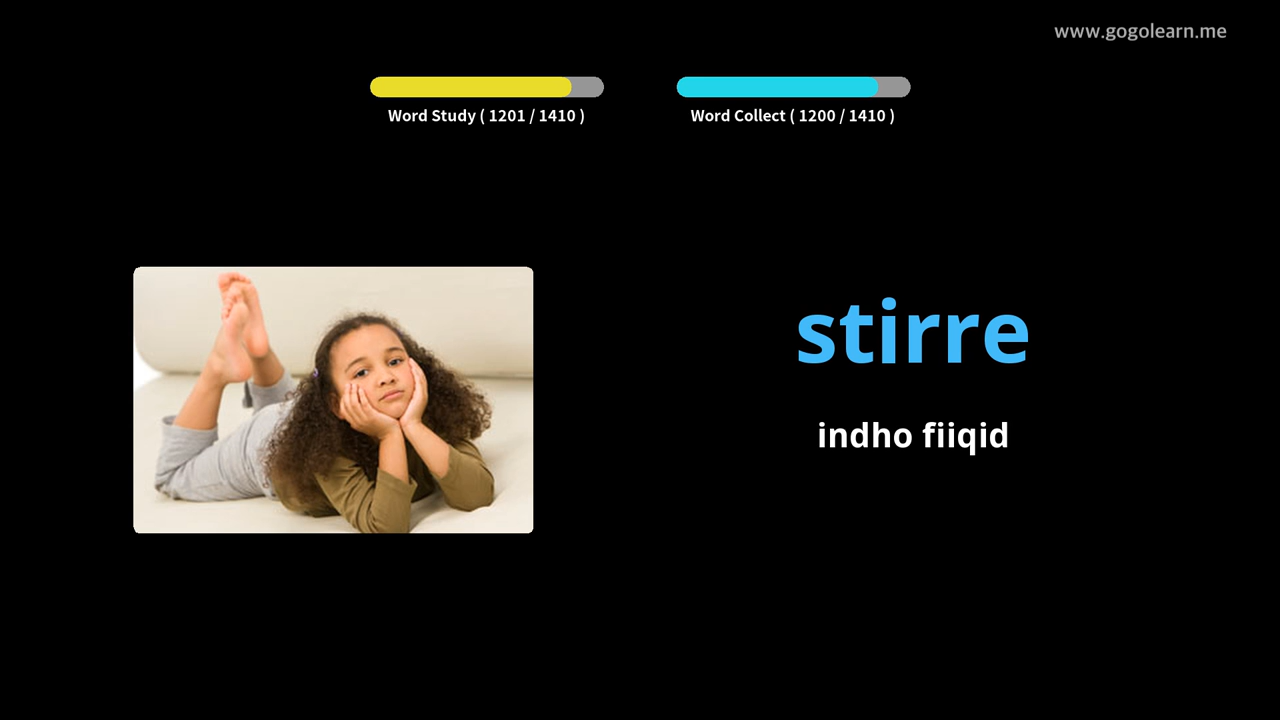 www.gogolearn.me
Word Study ( 1201 / 1410 )
Word Collect ( 1200 / 1410 )
stirre
indho fiiqid